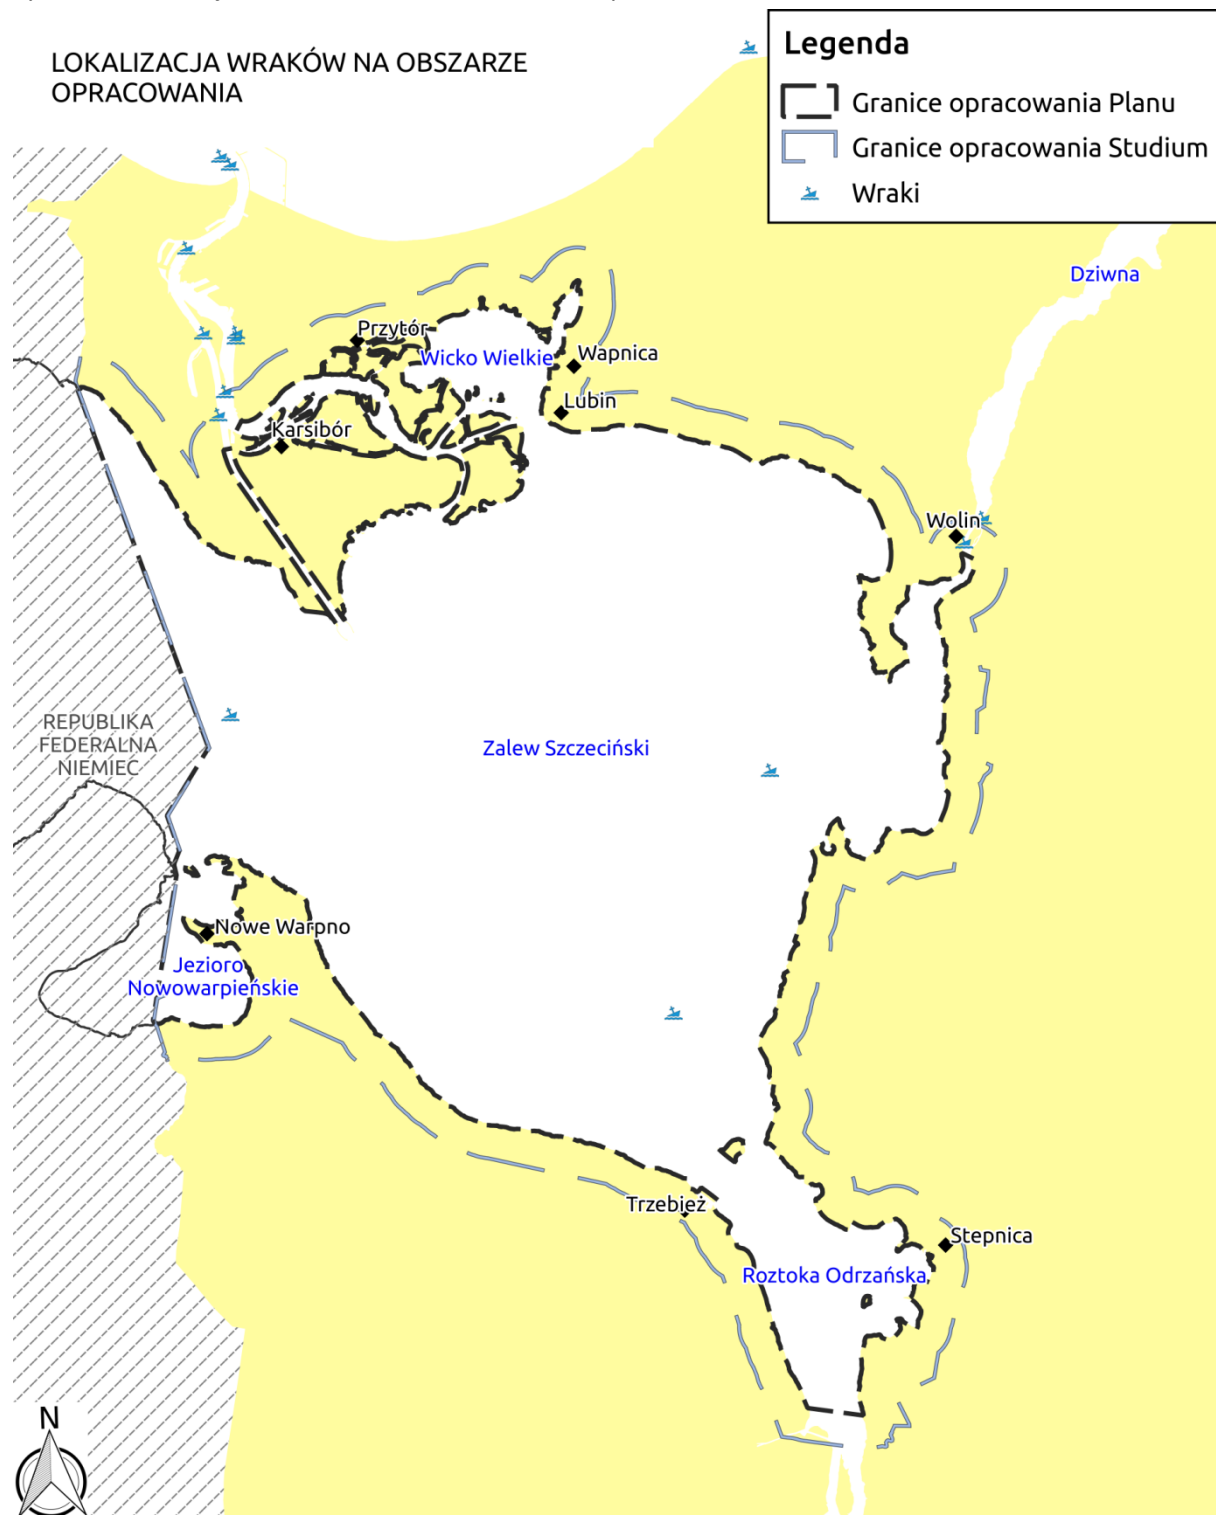 LOKALIZACJA WRAKÓW NA OBSZARZE
OPRACOWANIA
Legenda
Granice opracowania Planu
Granice opracowania Studium
Wraki
Dziwna
Przytór
Wicko Wielkie
Wapnica
Lubin
Karsibór
Wolin
REPUBLIKA
FEDERALNA
NIEMIEC
Zalew Szczeciński
Nowe Warpno
Jezioro
Nowowarpieńskie
Trzebież
Stepnica
Roztoka Odrzańska
N